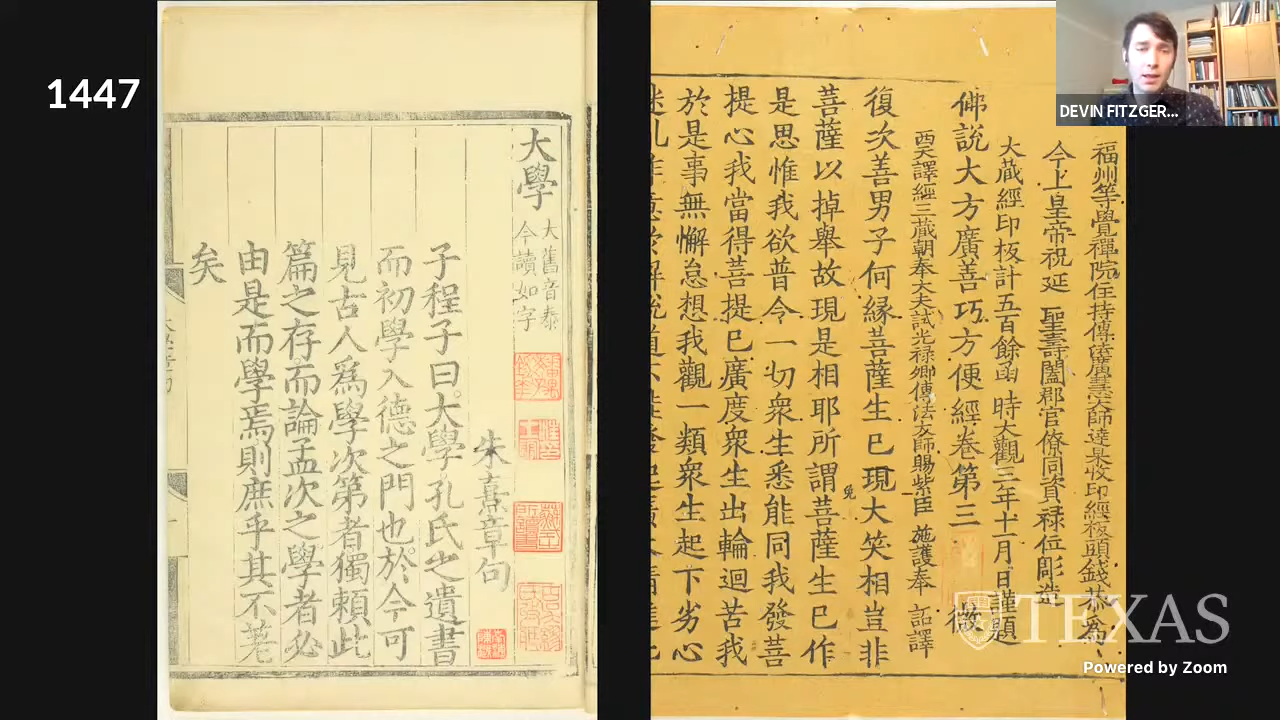 1447
大學
大舊音泰
今讀如字
朱熹章句
子程子曰。大學孔氏之遺書
而初學入德之門也。於今可
見古人爲學次第者獨頼此
篇之存而論孟次之學者必
由是而學焉則庶乎其不差
矣
福州等覺禪院住持傳法廣慧大師達杲收印經板頭錢恭爲
今上皇帝祝延 聖壽闔郡官僚同資禄位彫造
大藏經印板計五百餘函 時大觀三年十一月日謹題
佛說大方廣善巧方便經卷第三
西天譯經三藏朝奉大夫試光禄卿傳法大師賜紫臣 施護奉 詔譯
復次善男子何緣菩薩生已現大笑相豈非
菩薩以掉舉故現是相耶所謂菩薩生已作
是思惟我欲普令一切衆生悉能同我發菩
提心我當得菩提已廣度衆生出輪迴苦我
於是事無懈怠想我觀一類衆生起下劣心
DEVIN FITZGER...
TEXAS
Powered by Zoom